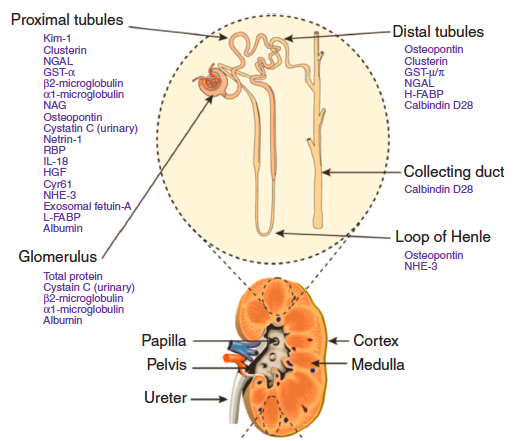 Proximal tubules
Kim-1
Clusterin
NGAL
GST-α
β2-microglobulin
α1-microglobulin
NAG
Osteopontin
Cystatin C (urinary)
Netrin-1
RBP
IL-18
HGF
Cyr61
NHE-3
Exosomal fetuin-A
L-FABP
Albumin
Glomerulus
Total protein
Cystain C (urinary)
β2-microglobulin
α1-microglobulin
Albumin
Distal tubules
Osteopontin
Clusterin
GST-μ/π
NGAL
H-FABP
Calbindin D28
Collecting duct
Calbindin D28
Loop of Henle
Osteopontin
NHE-3
Papilla
Pelvis
Ureter
Cortex
Medulla